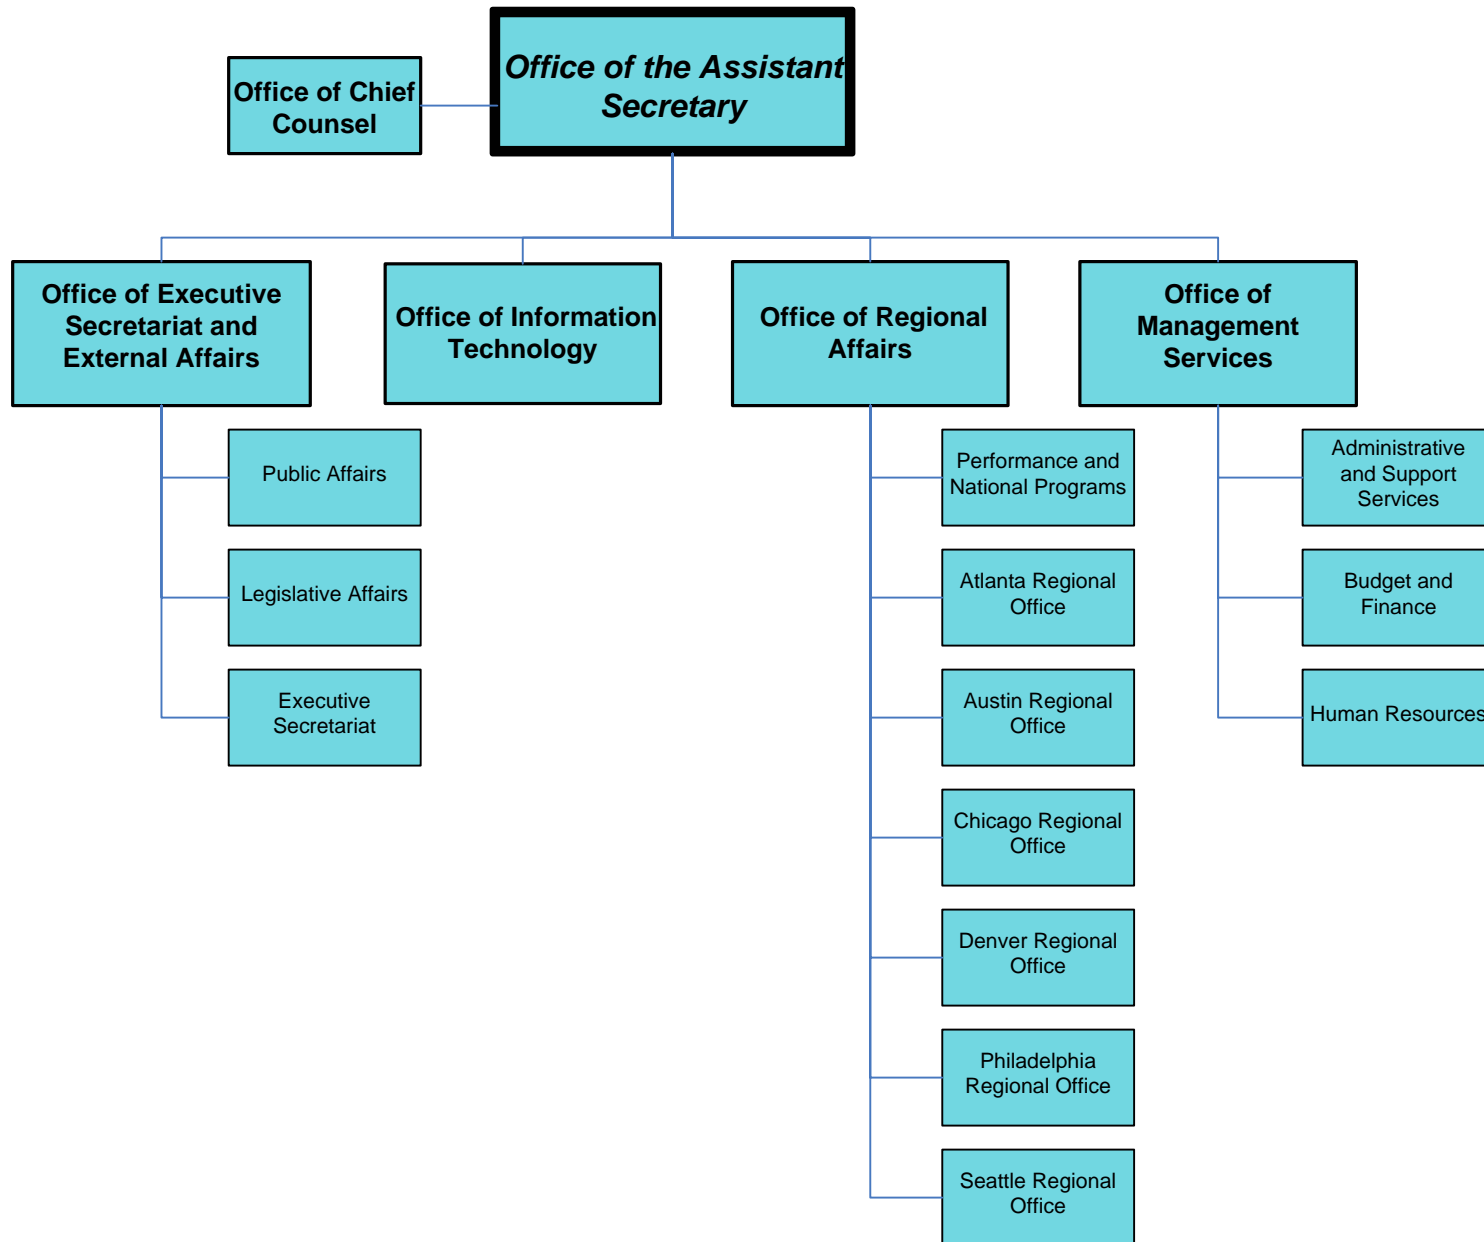 Office of the Assistant
Secretary
Office of Chief
Counsel
Office of Executive
Secretariat and
External Affairs
Office of Information
Technology
Office of Regional
Affairs
Office of
Management
Services
Public Affairs
Legislative Affairs
Executive
Secretariat
Performance and
National Programs
Atlanta Regional
Office
Austin Regional
Office
Chicago Regional
Office
Denver Regional
Office
Philadelphia
Regional Office
Seattle Regional
Office
Administrative
and Support
Services
Budget and
Finance
Human Resources